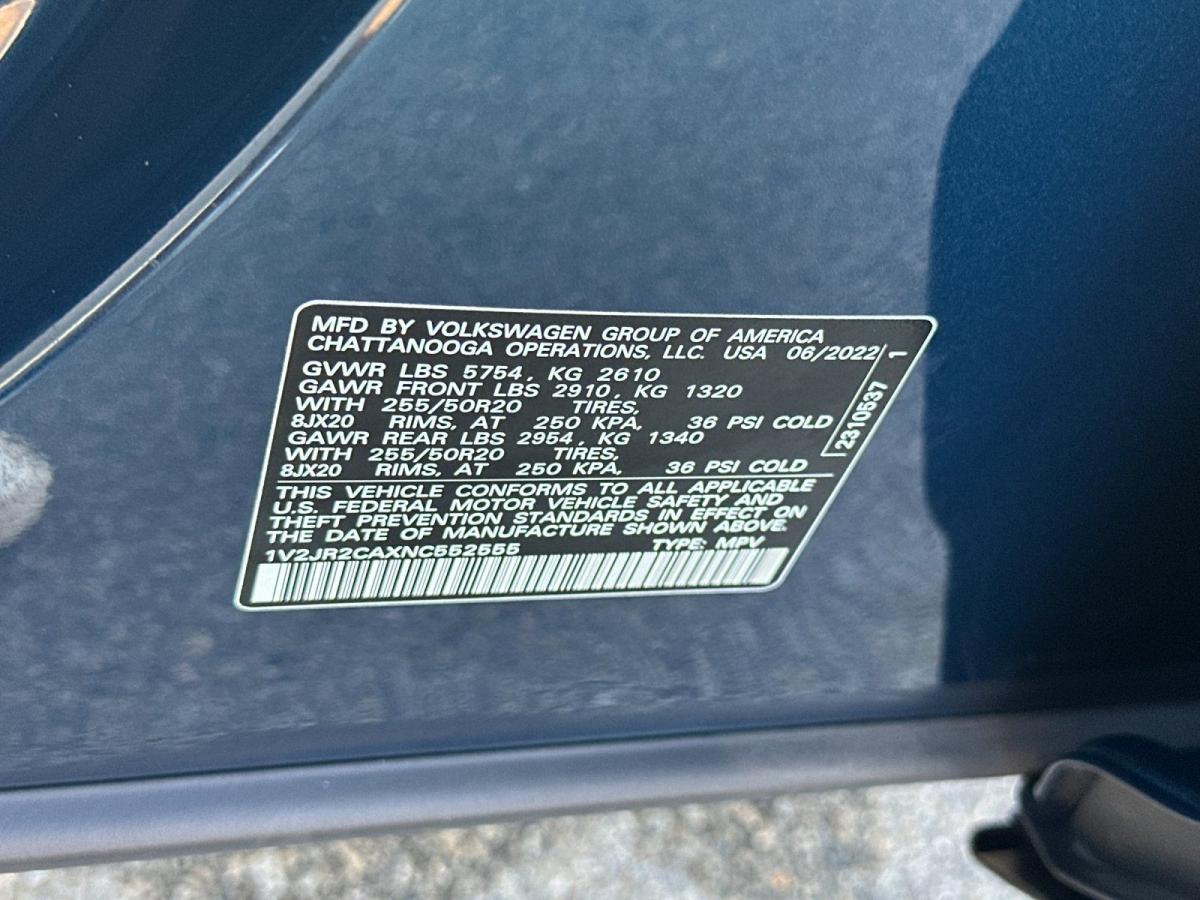 MFD BY VOLKSWAGEN GROUP OF AMERICA
CHATTANOOGA OPERATIONS, LLC. USA 06/2022
GVWR LBS 5754, KG 2610
GAWR FRONT LBS 2910, KG 1320
WITH 255/50R20 TIRES,
8JX20 RIMS, AT 250 KPA, 36 PSI COLD
GAWR REAR LBS 2954, KG 1340
WITH 255/50R20 TIRES,
8JX20 RIMS, AT 250 KPA, 36 PSI COLD
2310537 1
THIS VEHICLE CONFORMS TO ALL APPLICABLE
U.S. FEDERAL MOTOR VEHICLE SAFETY AND
THEFT PREVENTION STANDARDS IN EFFECT ON
THE DATE OF MANUFACTURE SHOWN ABOVE.
1V2JR2CAXNC552555 TYPE: MPV